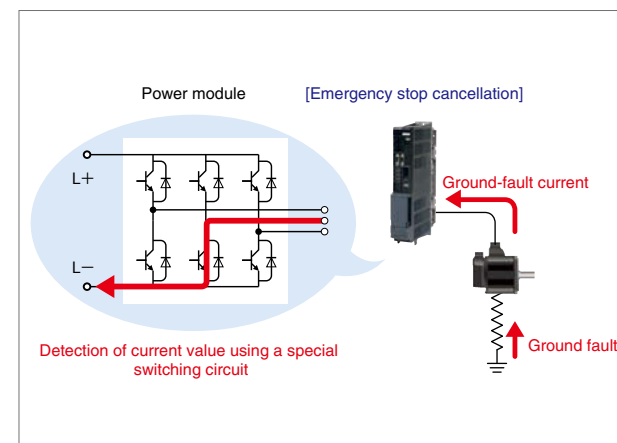 Power module
[Emergency stop cancellation]
L+
Ground-fault current
L−
Detection of current value using a special
switching circuit
Ground fault